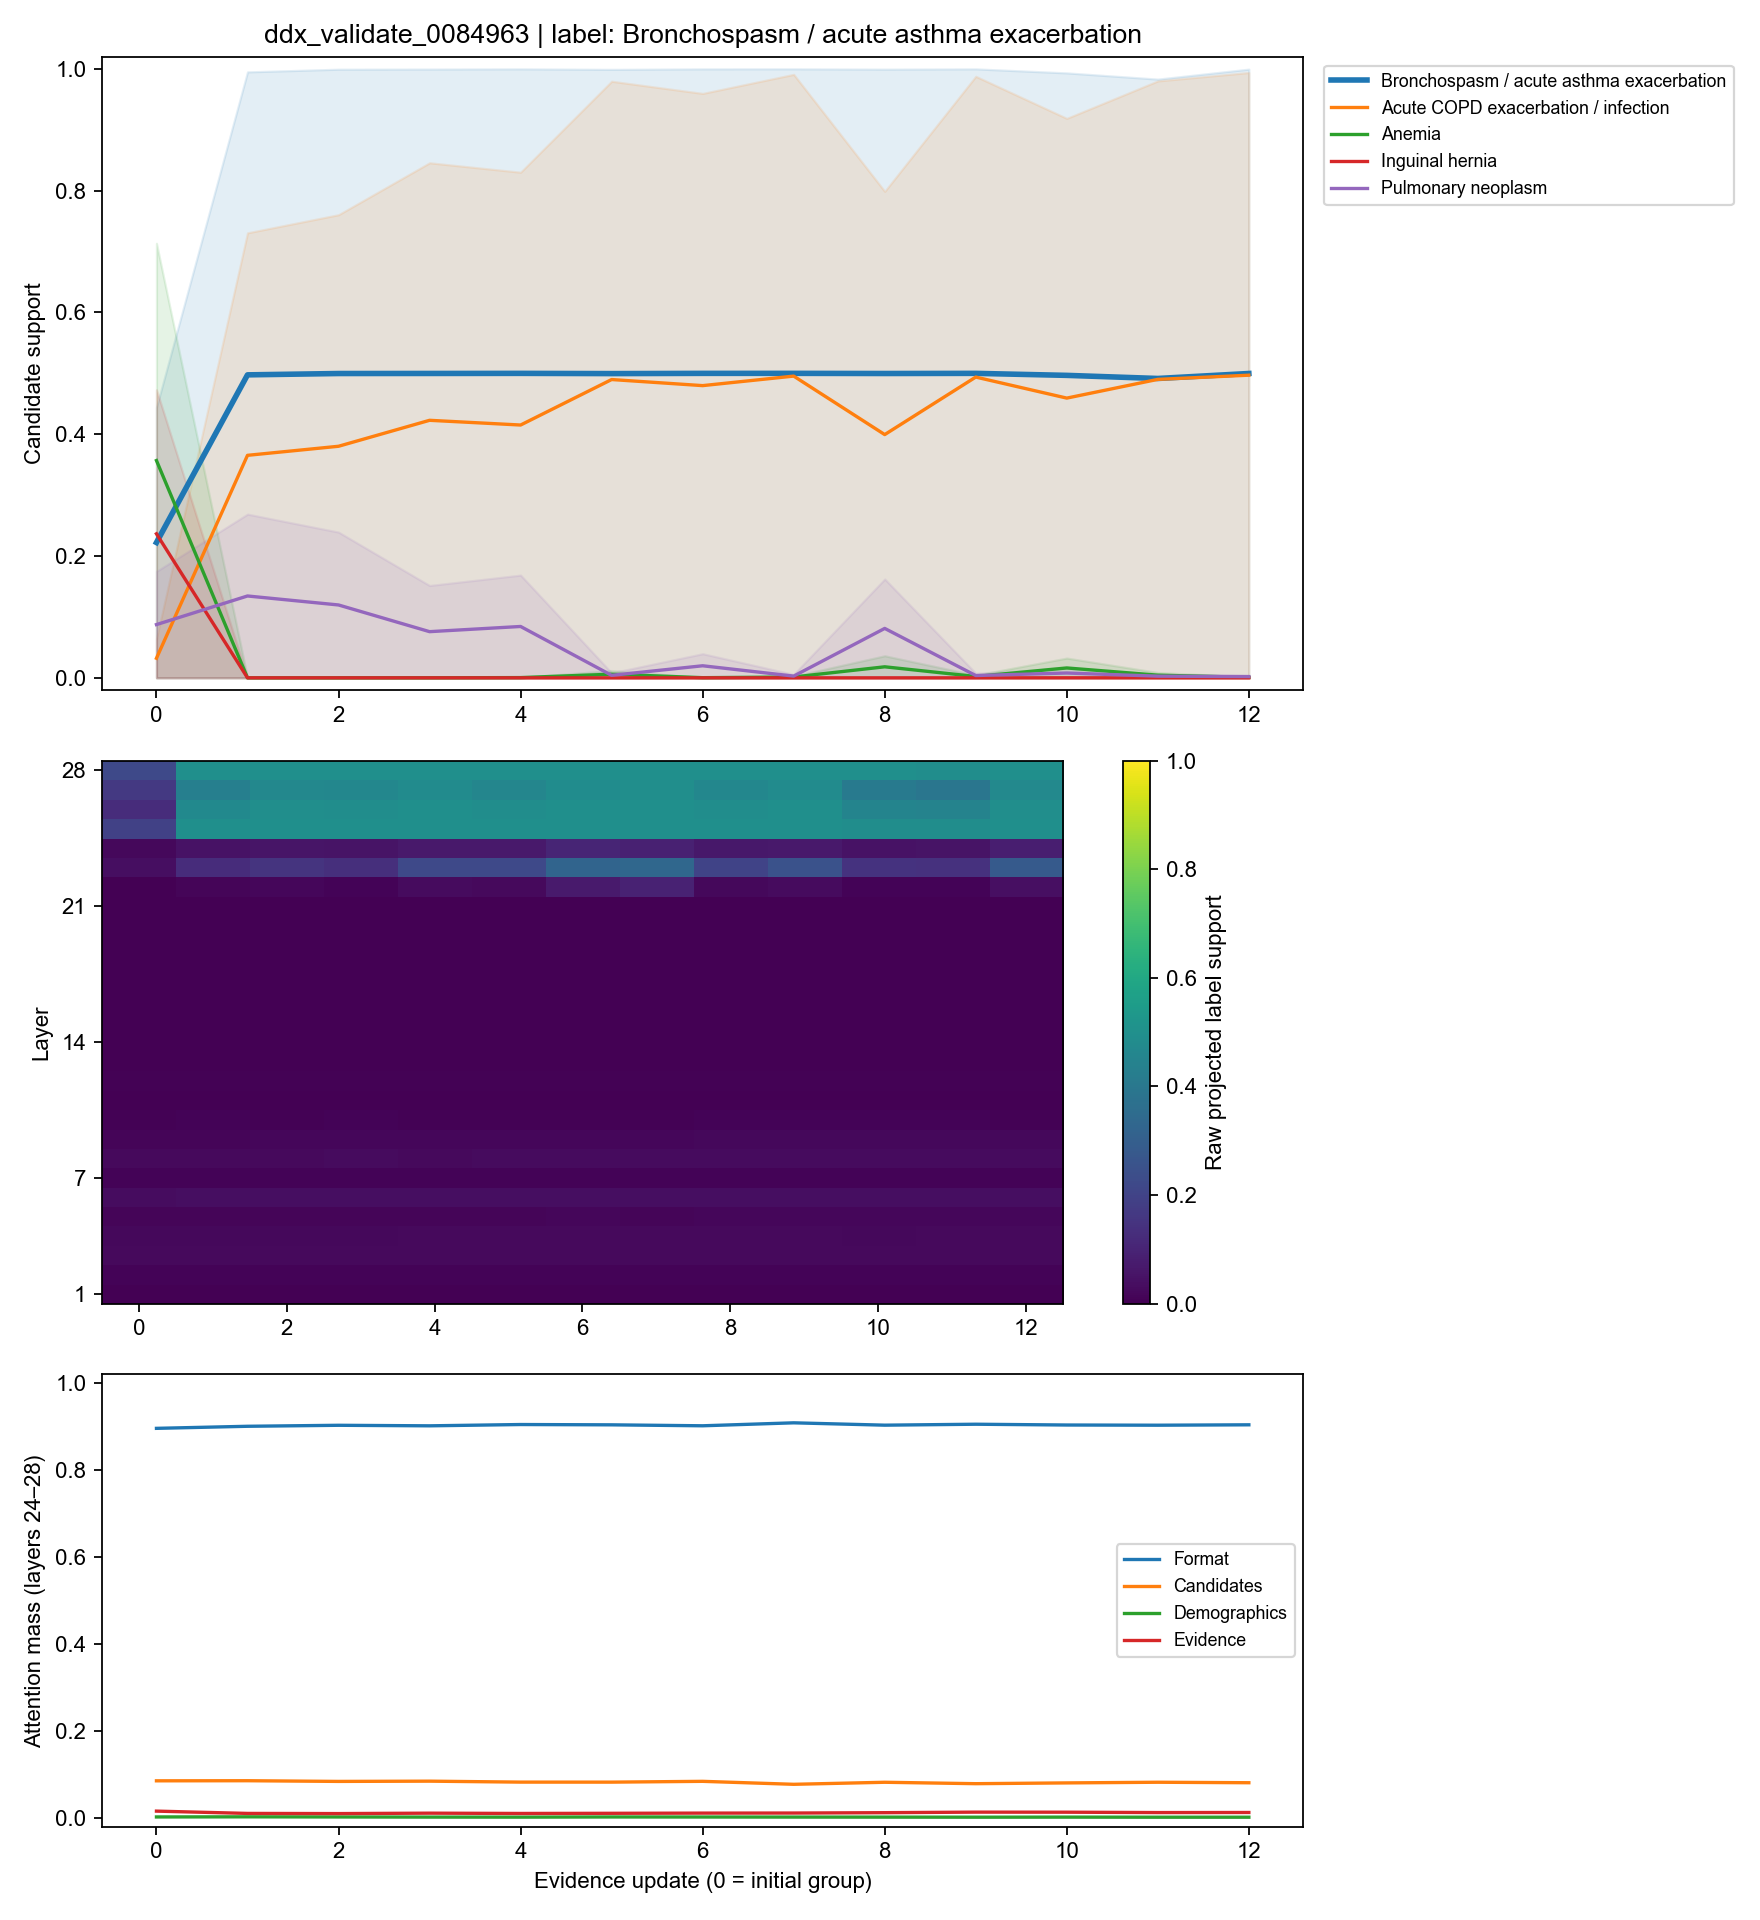 ddx_validate_0084963 | label: Bronchospasm / acute asthma exacerbation
Candidate support
1.0
0.8
0.6
0.4
0.2
0.0
0 2 4 6 8 10 12
Bronchospasm / acute asthma exacerbation
Acute COPD exacerbation / infection
Anemia
Inguinal hernia
Pulmonary neoplasm
Layer
28
21
14
7
1
0 2 4 6 8 10 12
1.0
0.8
0.6
0.4
0.2
0.0
Raw projected label support
Attention mass (layers 24–28)
1.0
0.8
0.6
0.4
0.2
0.0
Format
Candidates
Demographics
Evidence
0 2 4 6 8 10 12
Evidence update (0 = initial group)